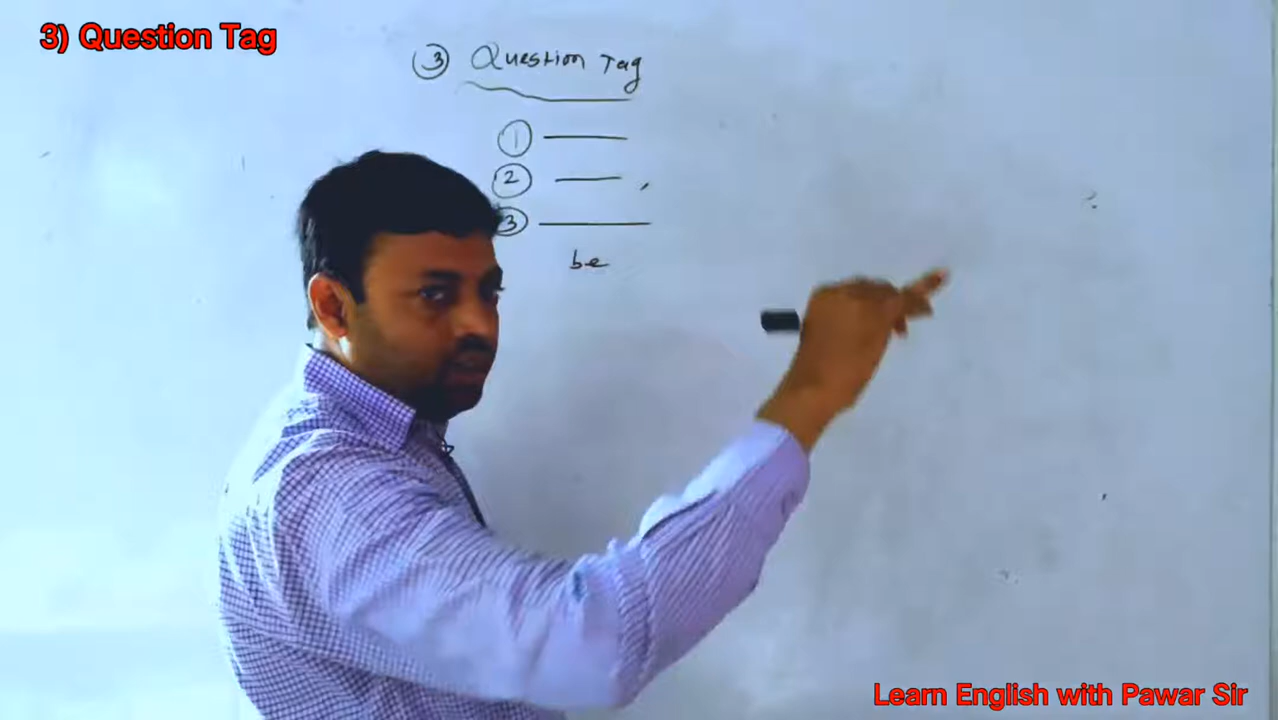 3) Question Tag
③ Question Tag
①
②
③
be
Learn English with Pawar Sir